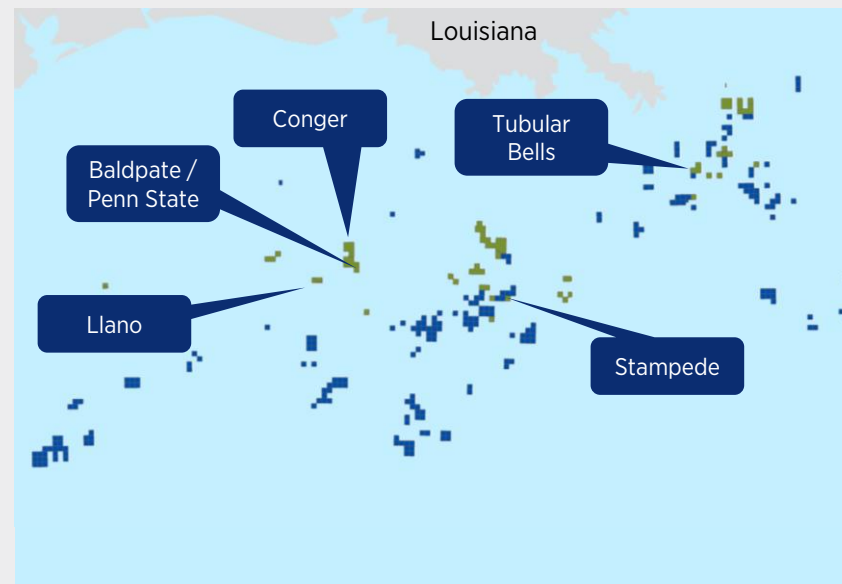 Louisiana
Conger
Tubular
Bells
Baldpate /
Penn State
Llano
Stampede